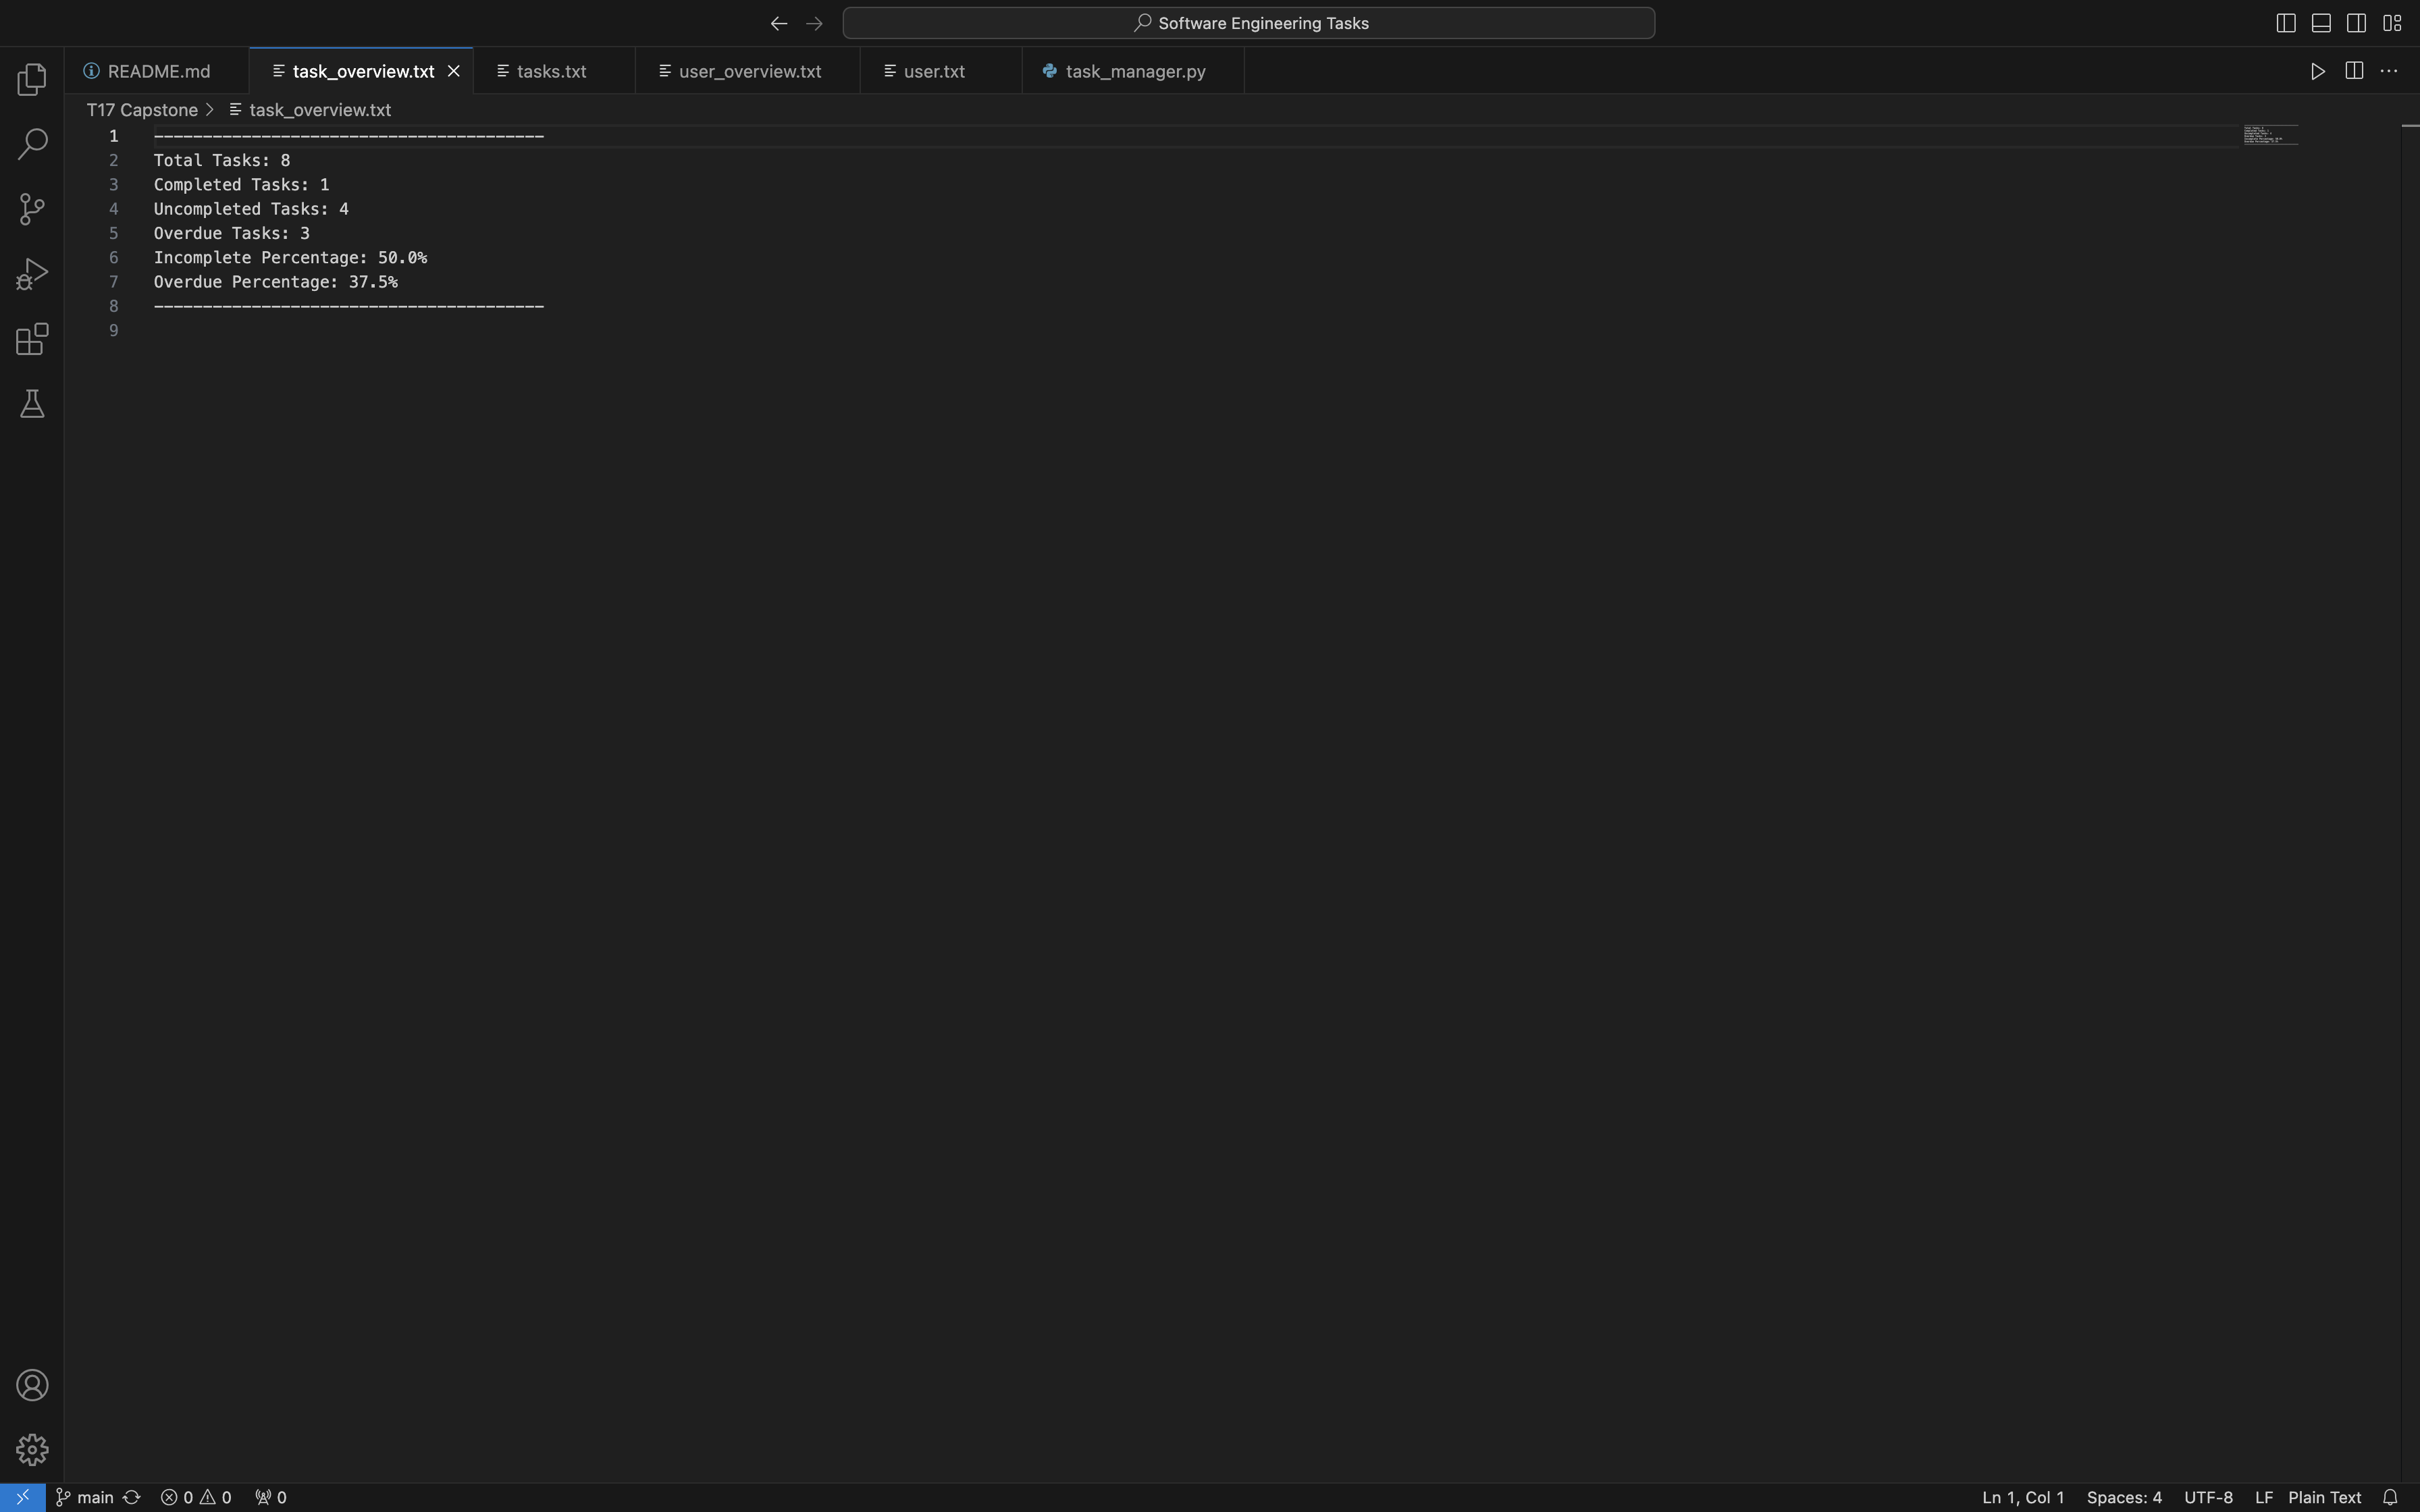 Software Engineering Tasks
README.md task_overview.txt tasks.txt user_overview.txt user.txt task_manager.py
T17 Capstone > task_overview.txt
1 ----------------------------------------
2 Total Tasks: 8
3 Completed Tasks: 1
4 Uncompleted Tasks: 4
5 Overdue Tasks: 3
6 Incomplete Percentage: 50.0%
7 Overdue Percentage: 37.5%
8 ----------------------------------------
9
main 0 0 0 Ln 1, Col 1 Spaces: 4 UTF-8 LF Plain Text